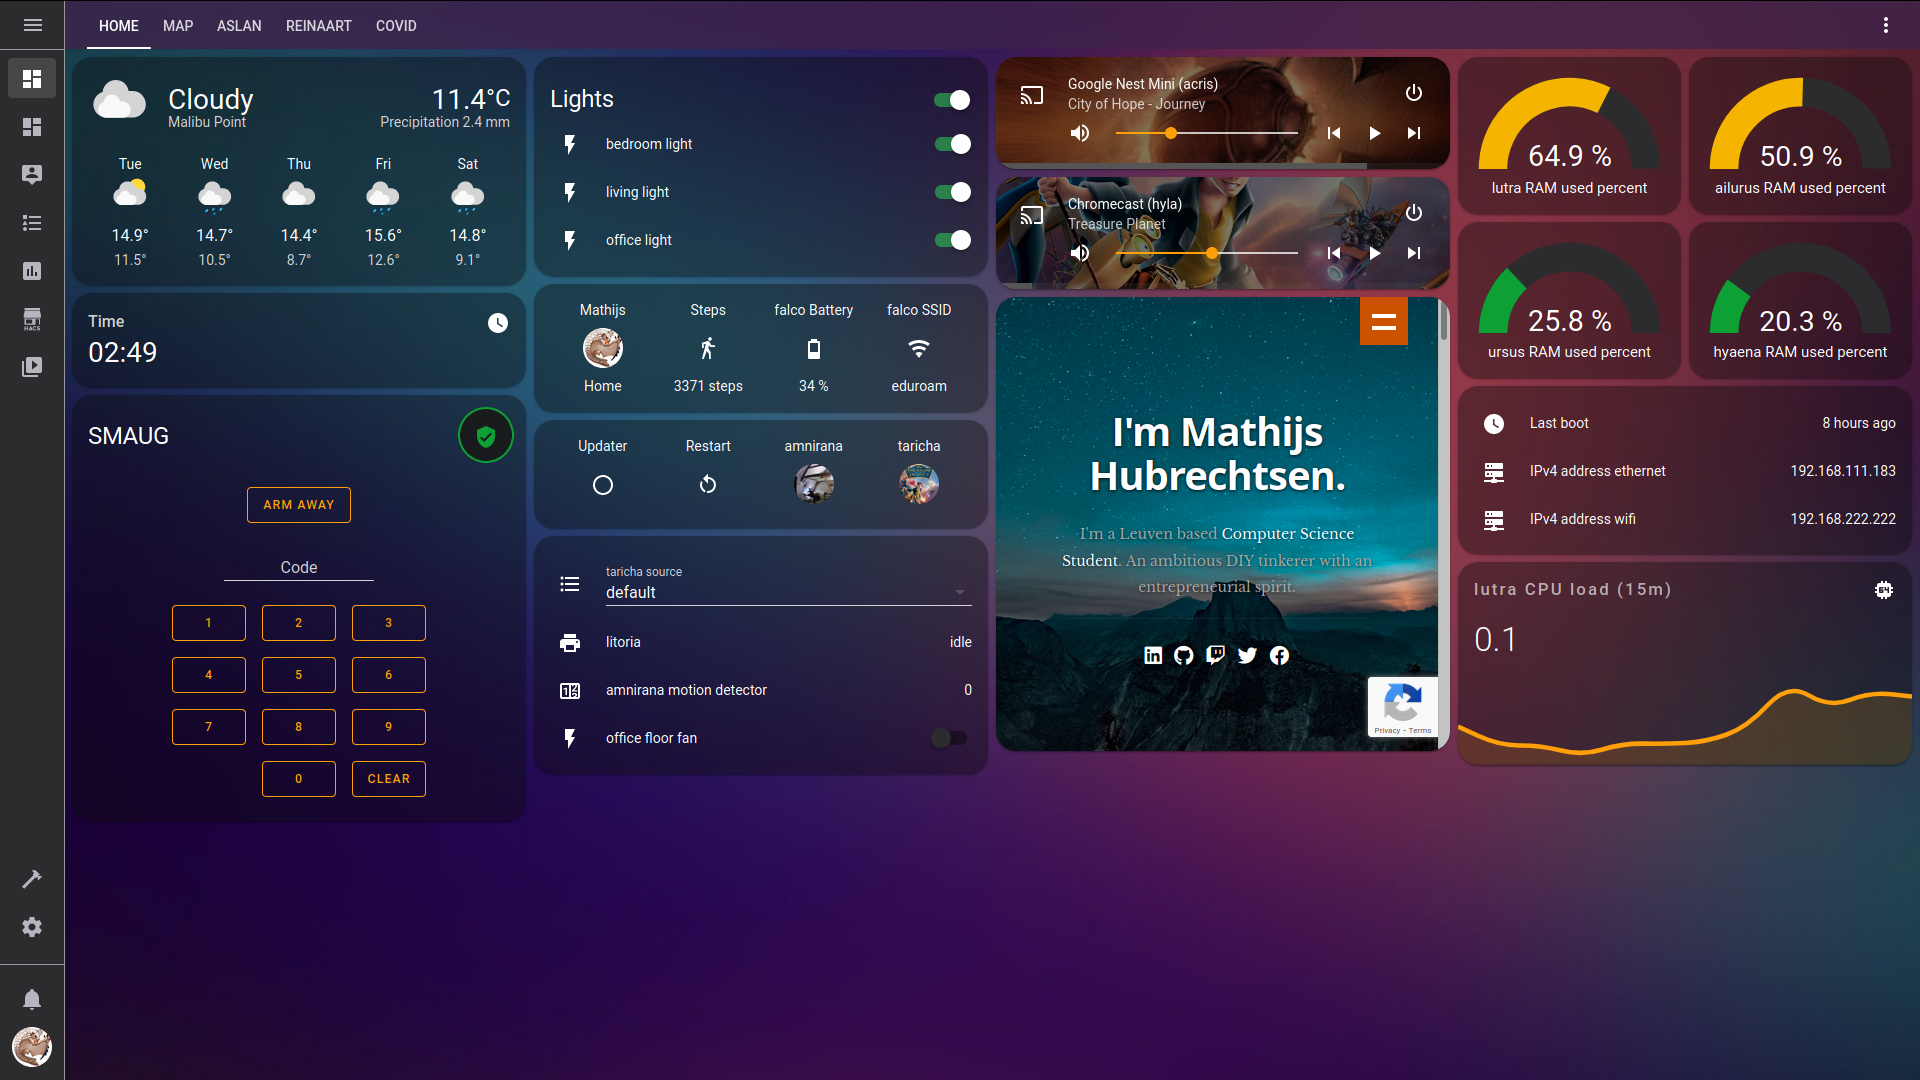 HOME MAP ASLAN REINAART COVID
HACS
Cloudy
Malibu Point
11.4°C
Precipitation 2.4 mm
Tue Wed Thu Fri Sat
14.9° 14.7° 14.4° 15.6° 14.8°
11.5° 10.5° 8.7° 12.6° 9.1°
Time
02:49
SMAUG
ARM AWAY
Code
1 2 3
4 5 6
7 8 9
0 CLEAR
Lights
bedroom light
living light
office light
Mathijs Steps falco Battery falco SSID
Home 3371 steps 34 % eduroam
Updater Restart amnirana taricha
taricha source
default
litoria idle
amnirana motion detector 0
office floor fan
Google Nest Mini (acris)
City of Hope - Journey
Chromecast (hyla)
Treasure Planet
I'm Mathijs
Hubrechtsen.
I'm a Leuven based Computer Science
Student. An ambitious DIY tinkerer with an
entrepreneurial spirit.
Privacy - Terms
64.9 %
lutra RAM used percent
50.9 %
ailurus RAM used percent
25.8 %
ursus RAM used percent
20.3 %
hyaena RAM used percent
Last boot 8 hours ago
IPv4 address ethernet 192.168.111.183
IPv4 address wifi 192.168.222.222
lutra CPU load (15m)
64
0.1